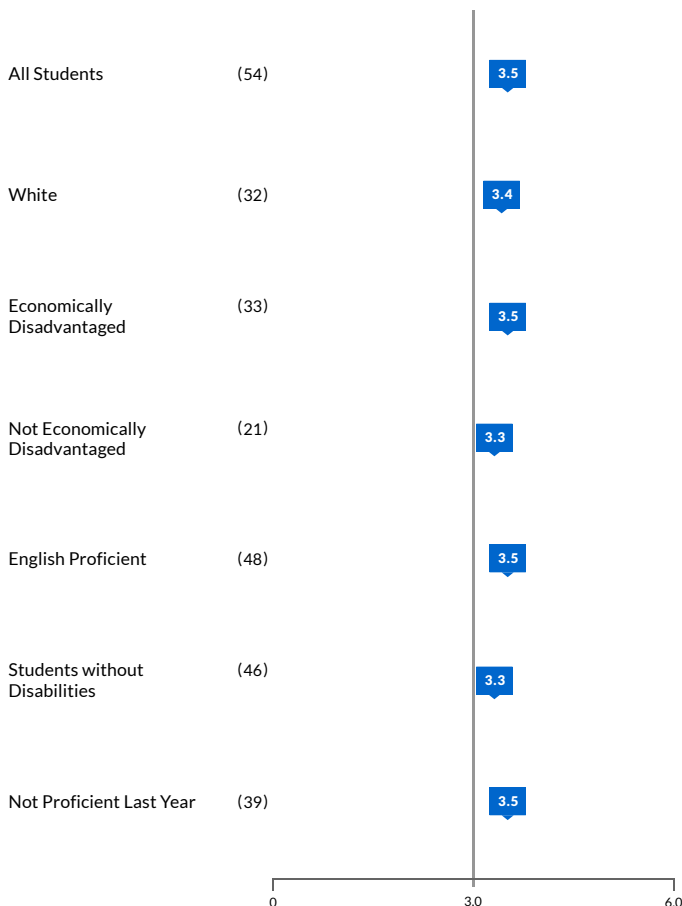 All Students (54) 3.5
White (32) 3.4
Economically (33)
Disadvantaged 3.5
Not Economically (21)
Disadvantaged 3.3
English Proficient (48) 3.5
Students without (46)
Disabilities 3.3
Not Proficient Last Year (39) 3.5
0 3.0 6.0